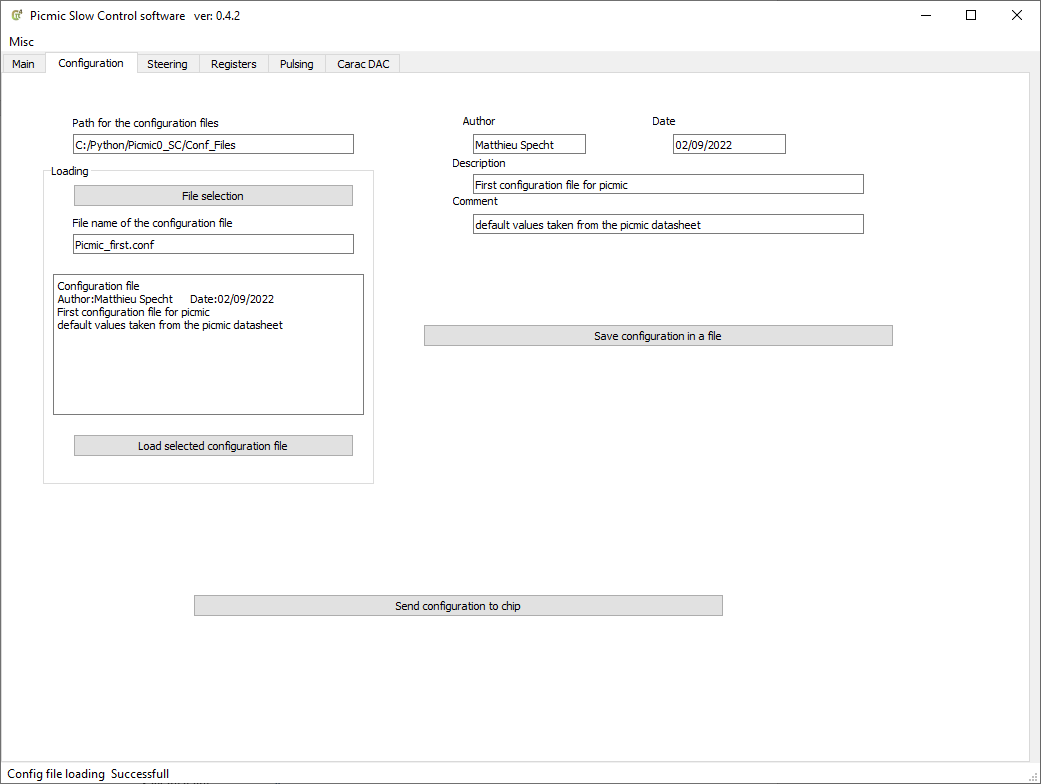 Picmic Slow Control software ver: 0.4.2
Misc
Main Configuration Steering Registers Pulsing Carac DAC
Path for the configuration files
C:/Python/Picmic0_SC/Conf_Files
Loading
File selection
File name of the configuration file
Picmic_first.conf
Configuration file
Author:Matthieu Specht Date:02/09/2022
First configuration file for picmic
default values taken from the picmic datasheet
Load selected configuration file
Author Date
Matthieu Specht 02/09/2022
Description
First configuration file for picmic
Comment
default values taken from the picmic datasheet
Save configuration in a file
Send configuration to chip
Config file loading Successfull